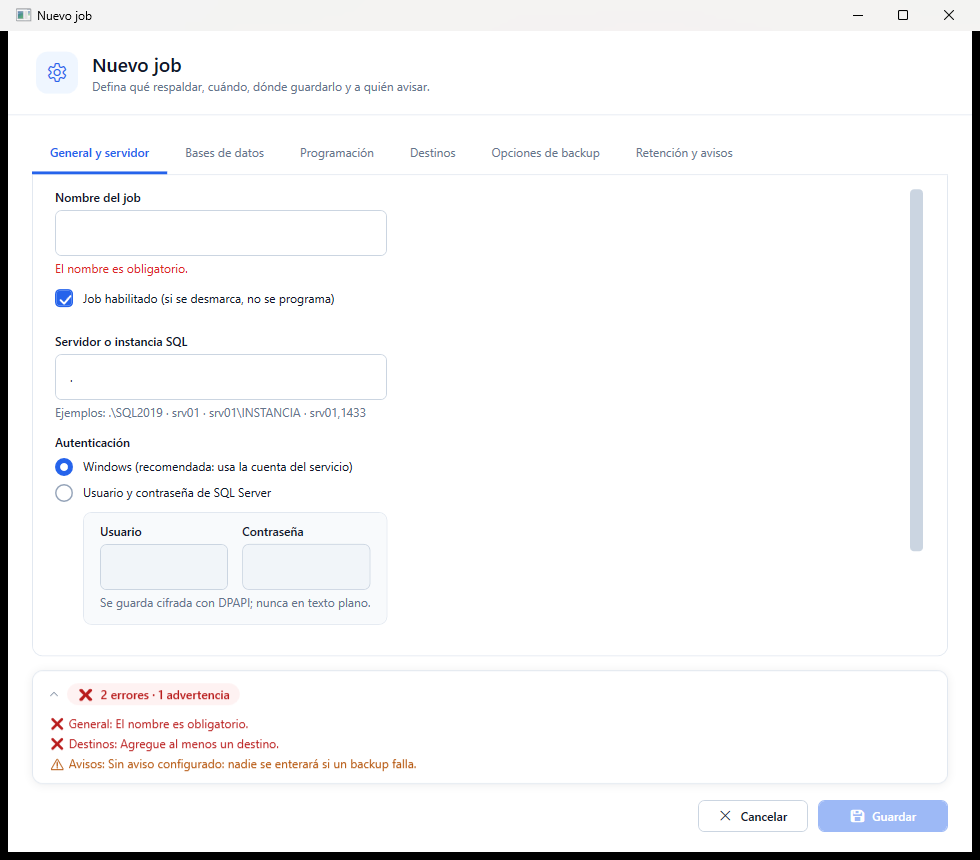 Nuevo job
Nuevo job
Defina qué respaldar, cuándo, dónde guardarlo y a quién avisar.
General y servidor
Bases de datos
Programación
Destinos
Opciones de backup
Retención y avisos
Nombre del job
El nombre es obligatorio.
Job habilitado (si se desmarca, no se programa)
Servidor o instancia SQL
.
Ejemplos: .\SQL2019 · srv01 · srv01\INSTANCIA · srv01,1433
Autenticación
Windows (recomendada: usa la cuenta del servicio)
Usuario y contraseña de SQL Server
Usuario
Contraseña
Se guarda cifrada con DPAPI; nunca en texto plano.
2 errores · 1 advertencia
General: El nombre es obligatorio.
Destinos: Agregue al menos un destino.
Avisos: Sin aviso configurado: nadie se enterará si un backup falla.
Cancelar
Guardar